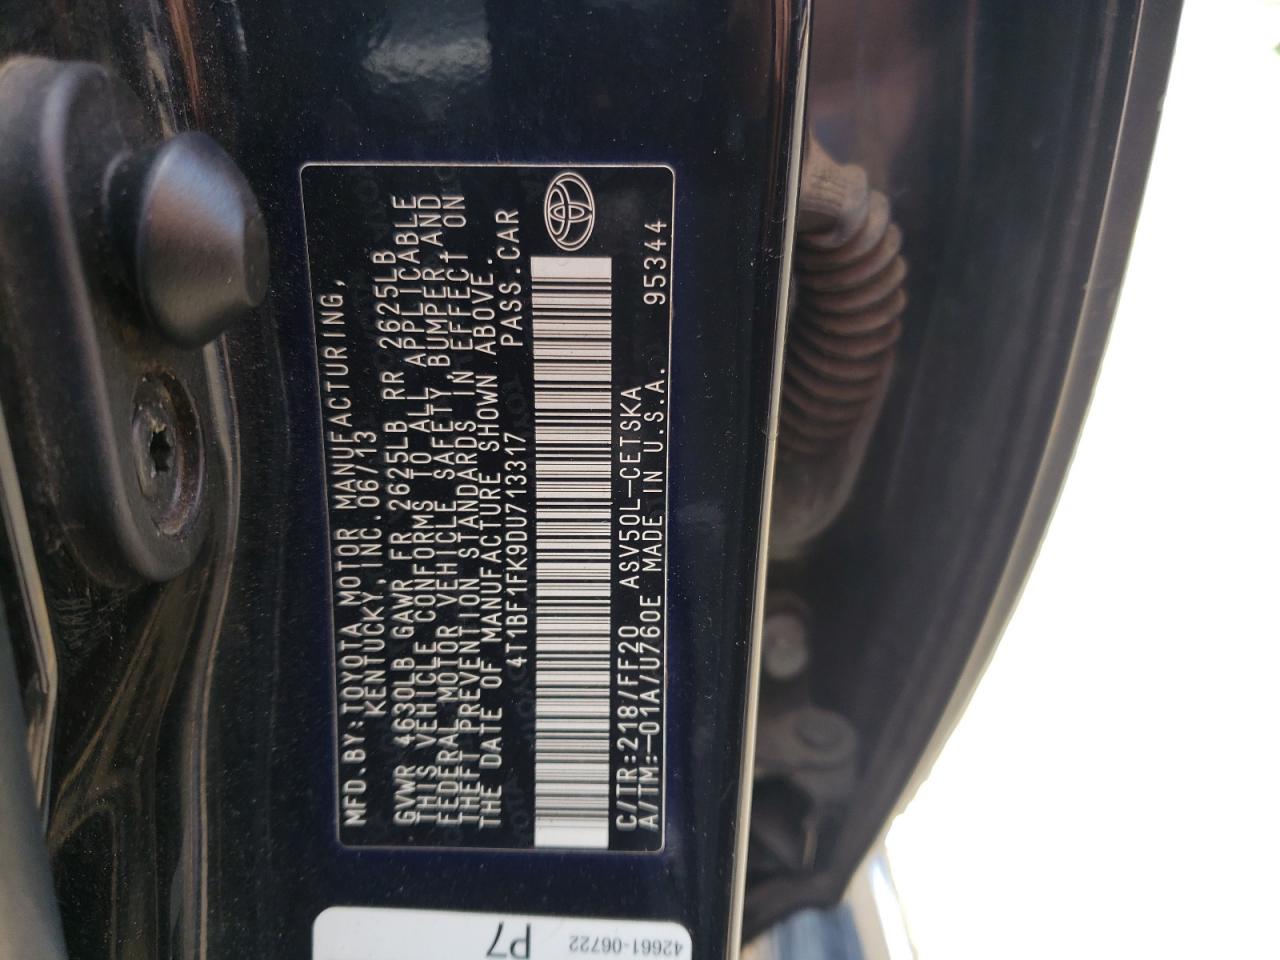 MFD.BY:TOYOTA MOTOR MANUFACTURING,
KENTUCKY,INC.06/13
GVWR 4630LB GAWR FR 2625LB RR 2625LB
THIS VEHICLE CONFORMS TO ALL APPLICABLE
FEDERAL MOTOR VEHICLE SAFETY,BUMPER,AND
THEFT PREVENTION STANDARDS IN EFFECT ON
THE DATE OF MANUFACTURE SHOWN ABOVE.
4T1BF1FK9DU713317 PASS.CAR
C/TR:218/FF20 ASV50L-CETSKA
A/TM:-01A/U760E MADE IN U.S.A. 95344
P7
42661-06722